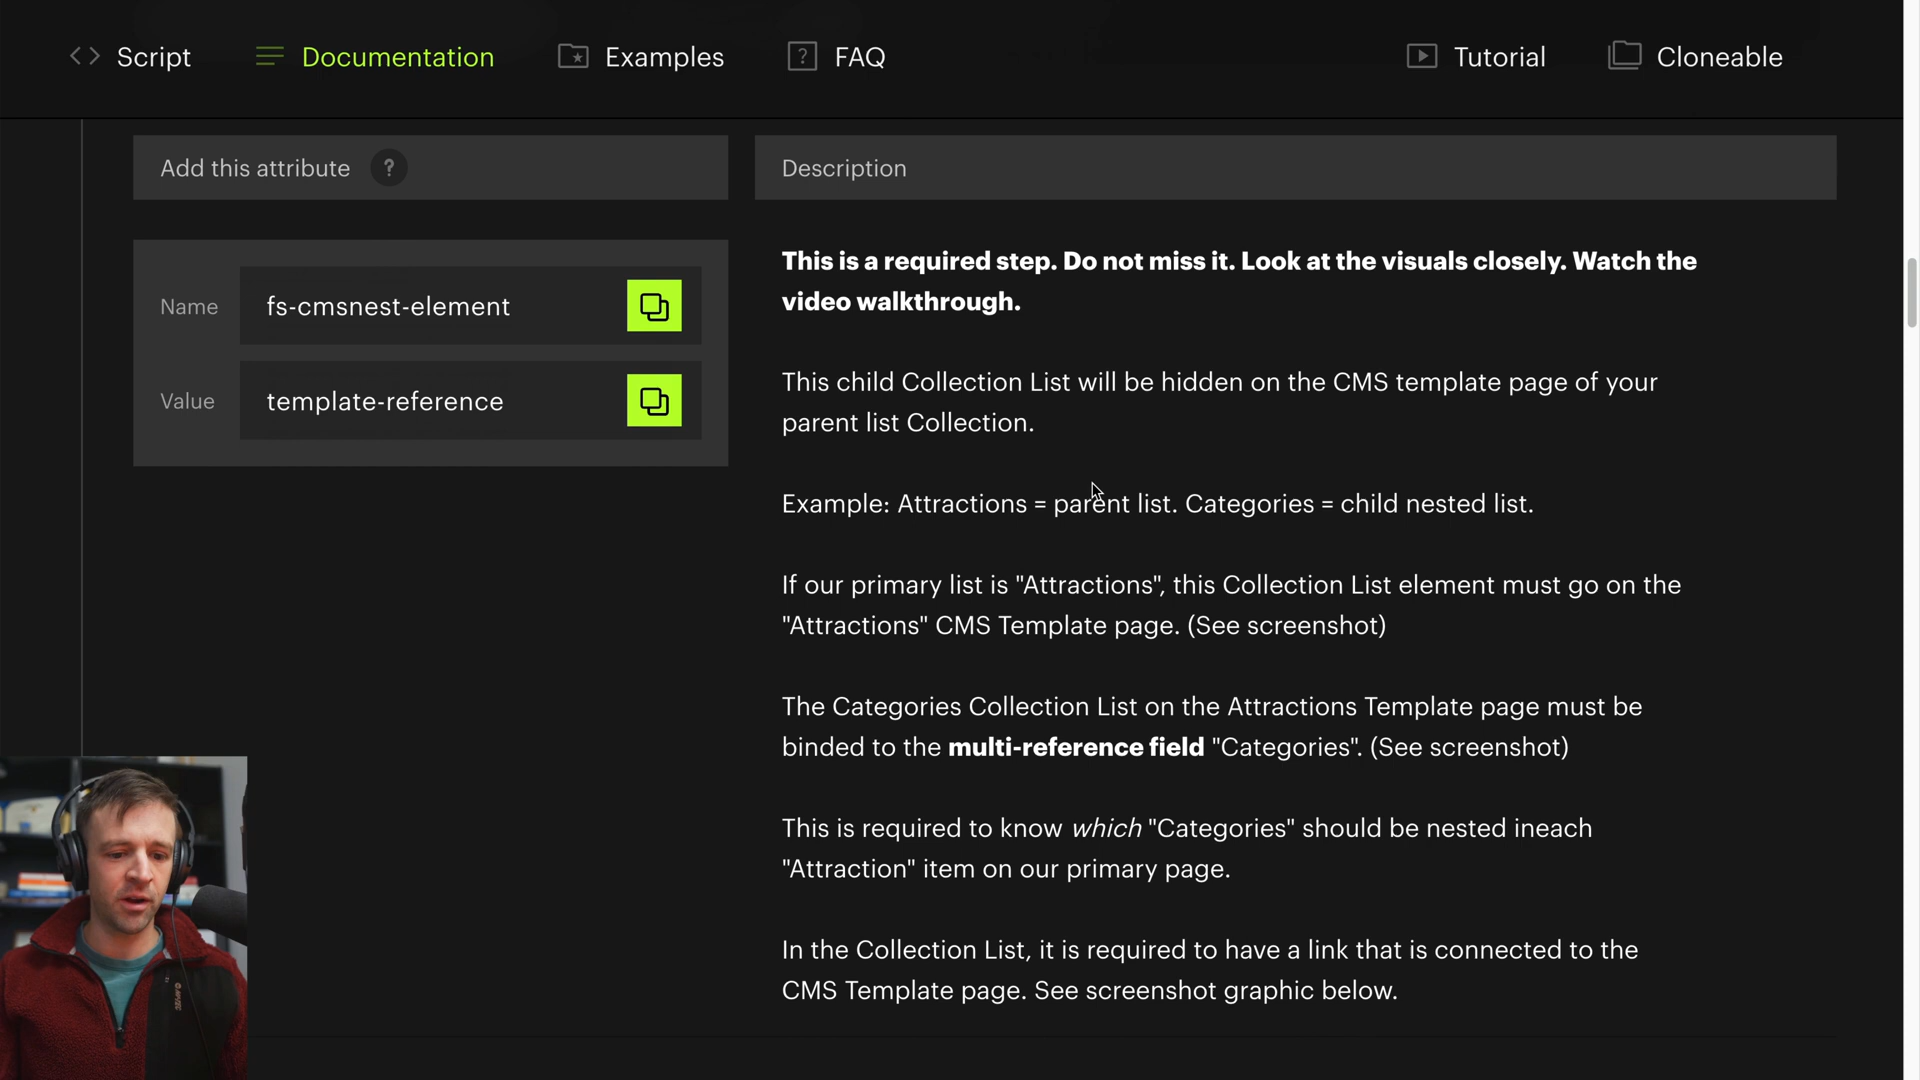 Script
Documentation
Examples
FAQ
Tutorial
Cloneable
Add this attribute ?
Description
Name fs-cmsnest-element
Value template-reference
This is a required step. Do not miss it. Look at the visuals closely. Watch the
video walkthrough.
This child Collection List will be hidden on the CMS template page of your
parent list Collection.
Example: Attractions = parent list. Categories = child nested list.
If our primary list is "Attractions", this Collection List element must go on the
"Attractions" CMS Template page. (See screenshot)
The Categories Collection List on the Attractions Template page must be
binded to the multi-reference field "Categories". (See screenshot)
This is required to know which "Categories" should be nested ineach
"Attraction" item on our primary page.
In the Collection List, it is required to have a link that is connected to the
CMS Template page. See screenshot graphic below.